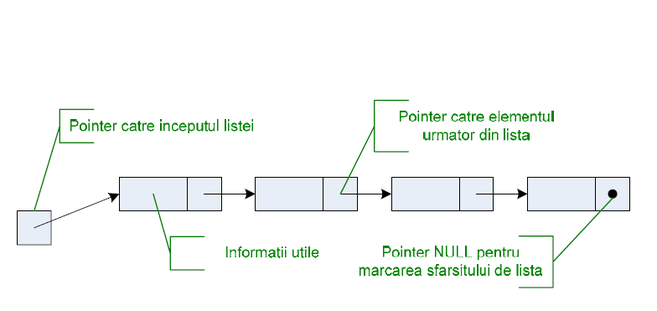 Pointer catre inceputul listei
Pointer catre elementul
urmator din lista
Informatii utile
Pointer NULL pentru
marcarea sfarsitului de lista